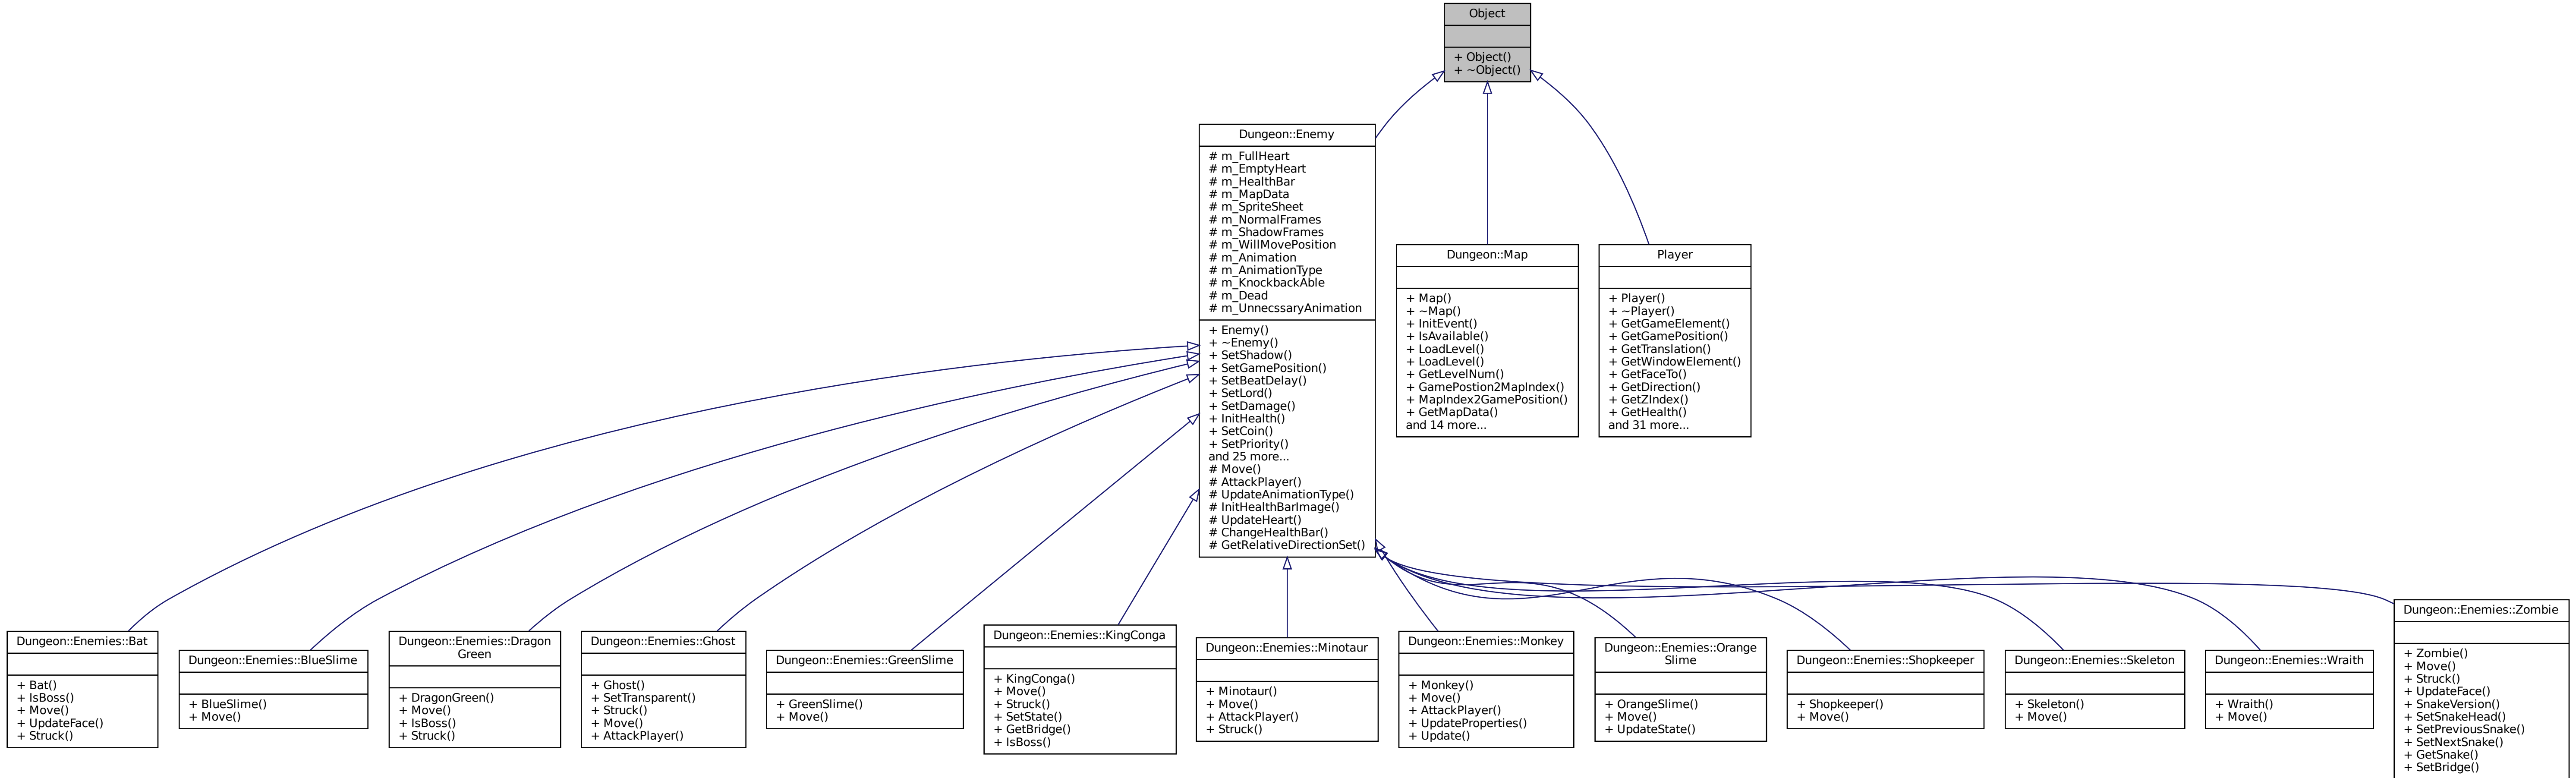 Object
+ Object()
+ ~Object()
Dungeon::Enemy
# m_FullHeart
# m_EmptyHeart
# m_HealthBar
# m_MapData
# m_SpriteSheet
# m_NormalFrames
# m_ShadowFrames
# m_WillMovePosition
# m_Animation
# m_AnimationType
# m_KnockbackAble
# m_Dead
# m_UnnecssaryAnimation
+ Enemy()
+ ~Enemy()
+ SetShadow()
+ SetGamePosition()
+ SetBeatDelay()
+ SetLord()
+ SetDamage()
+ InitHealth()
+ SetCoin()
+ SetPriority()
and 25 more...
# Move()
# AttackPlayer()
# UpdateAnimationType()
# InitHealthBarImage()
# UpdateHeart()
# ChangeHealthBar()
# GetRelativeDirectionSet()
Dungeon::Map
+ Map()
+ ~Map()
+ InitEvent()
+ IsAvailable()
+ LoadLevel()
+ LoadLevel()
+ GetLevelNum()
+ GamePostion2MapIndex()
+ MapIndex2GamePosition()
+ GetMapData()
and 14 more...
Player
+ Player()
+ ~Player()
+ GetGameElement()
+ GetGamePosition()
+ GetTranslation()
+ GetWindowElement()
+ GetFaceTo()
+ GetDirection()
+ GetZIndex()
+ GetHealth()
and 31 more...
Dungeon::Enemies::Bat
+ Bat()
+ IsBoss()
+ Move()
+ UpdateFace()
+ Struck()
Dungeon::Enemies::BlueSlime
+ BlueSlime()
+ Move()
Dungeon::Enemies::Dragon
Green
+ DragonGreen()
+ Move()
+ IsBoss()
+ Struck()
Dungeon::Enemies::Ghost
+ Ghost()
+ SetTransparent()
+ Struck()
+ Move()
+ AttackPlayer()
Dungeon::Enemies::GreenSlime
+ GreenSlime()
+ Move()
Dungeon::Enemies::KingConga
+ KingConga()
+ Move()
+ Struck()
+ SetState()
+ GetBridge()
+ IsBoss()
Dungeon::Enemies::Minotaur
+ Minotaur()
+ Move()
+ AttackPlayer()
+ Struck()
Dungeon::Enemies::Monkey
+ Monkey()
+ Move()
+ AttackPlayer()
+ UpdateProperties()
+ Update()
Dungeon::Enemies::Orange
Slime
+ OrangeSlime()
+ Move()
+ UpdateState()
Dungeon::Enemies::Shopkeeper
+ Shopkeeper()
+ Move()
Dungeon::Enemies::Skeleton
+ Skeleton()
+ Move()
Dungeon::Enemies::Wraith
+ Wraith()
+ Move()
Dungeon::Enemies::Zombie
+ Zombie()
+ Move()
+ Struck()
+ UpdateFace()
+ SnakeVersion()
+ SetSnakeHead()
+ SetPreviousSnake()
+ SetNextSnake()
+ GetSnake()
+ SetBridge()